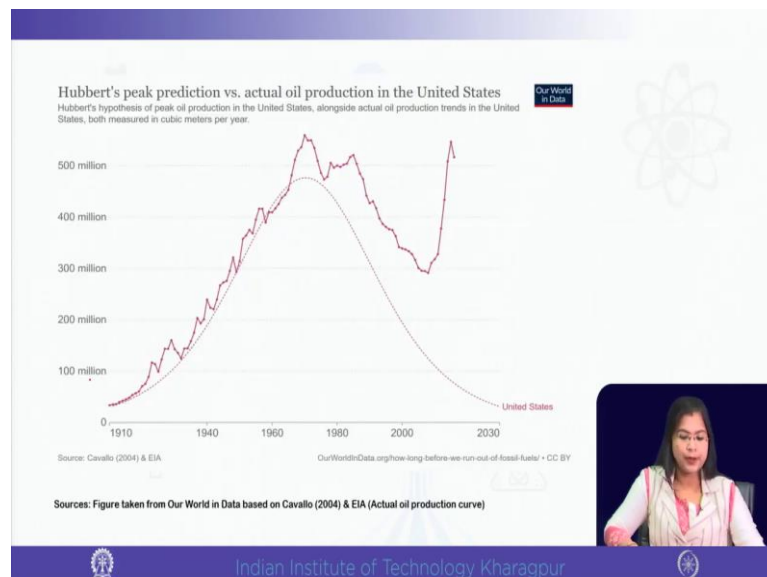 Hubbert's peak prediction vs. actual oil production in the United States
Our World
in Data
Hubbert's hypothesis of peak oil production in the United States, alongside actual oil production trends in the United
States, both measured in cubic meters per year.
500 million
400 million
300 million
200 million
100 million
0
United States
1910
1940
1960
1980
2000
2030
Source: Cavallo (2004) & EIA
OurWorldInData.org/how-long-before-we-run-out-of-fossil-fuels/ • CC BY
Sources: Figure taken from Our World in Data based on Cavallo (2004) & EIA (Actual oil production curve)
Indian Institute of Technology Kharagpur